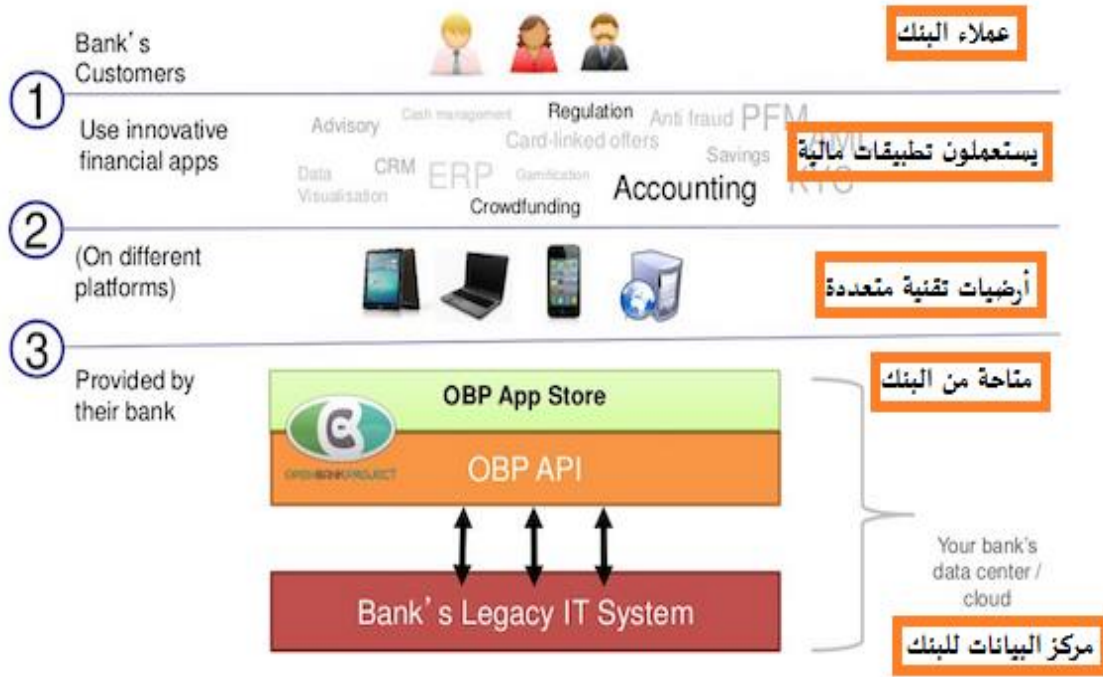 Bank's
Customers
عملاء البنك
1
Use innovative
financial apps
Advisory
Cash management
Regulation
Anti fraud
PFM
Card-linked offers
AML
Data
Visualisation
CRM
ERP
Gamification
Savings
يستعملون تطبيقات مالية
Accounting
KYC
Crowdfunding
2
(On different
platforms)
أرضيات تقنية متعددة
3
Provided by
their bank
متاحة من البنك
OBP App Store
OPENBANKPROJECT
OBP API
Bank's Legacy IT System
Your bank's
data center /
cloud
مركز البيانات للبنك